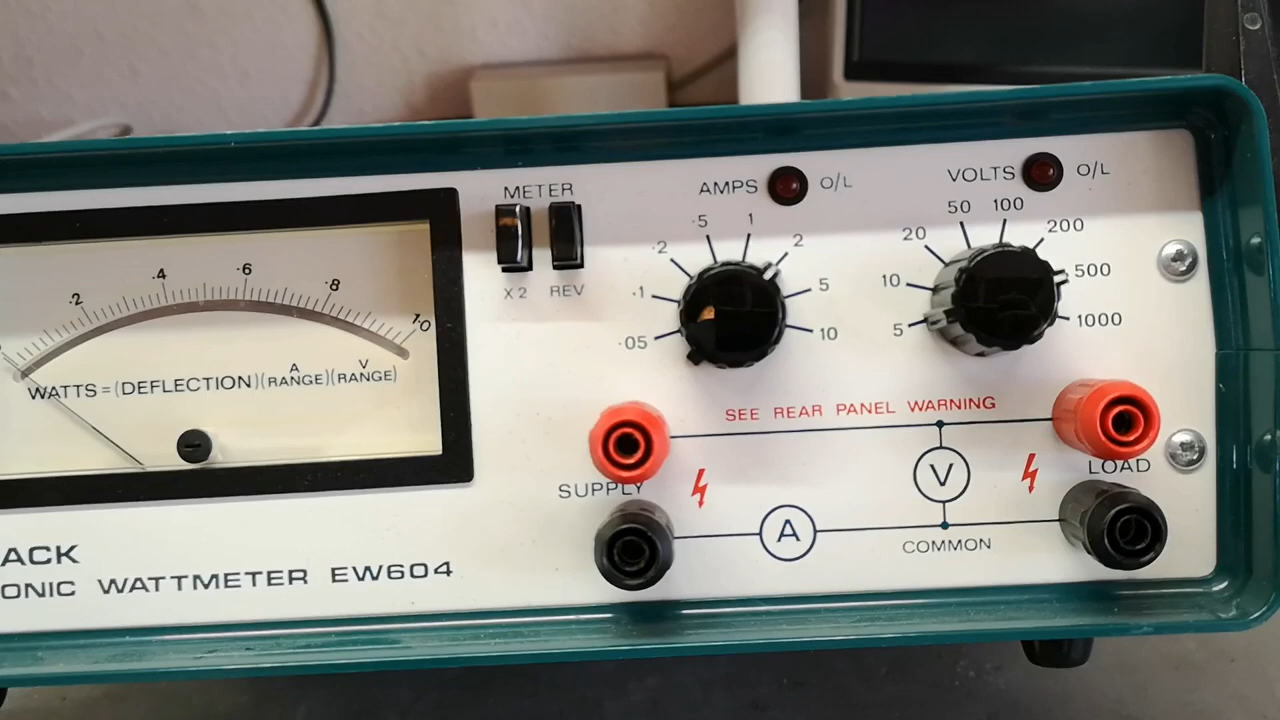 METER
AMPS O/L
VOLTS O/L
.05 .1 .2 .5 1 2 5 10
5 10 20 50 100 200 500 1000
X2 REV
.2 .4 .6 .8 1.0
A V
WATTS=(DEFLECTION)(RANGE)(RANGE)
SEE REAR PANEL WARNING
SUPPLY
LOAD
V
A
COMMON
ACK
ONIC WATTMETER EW604